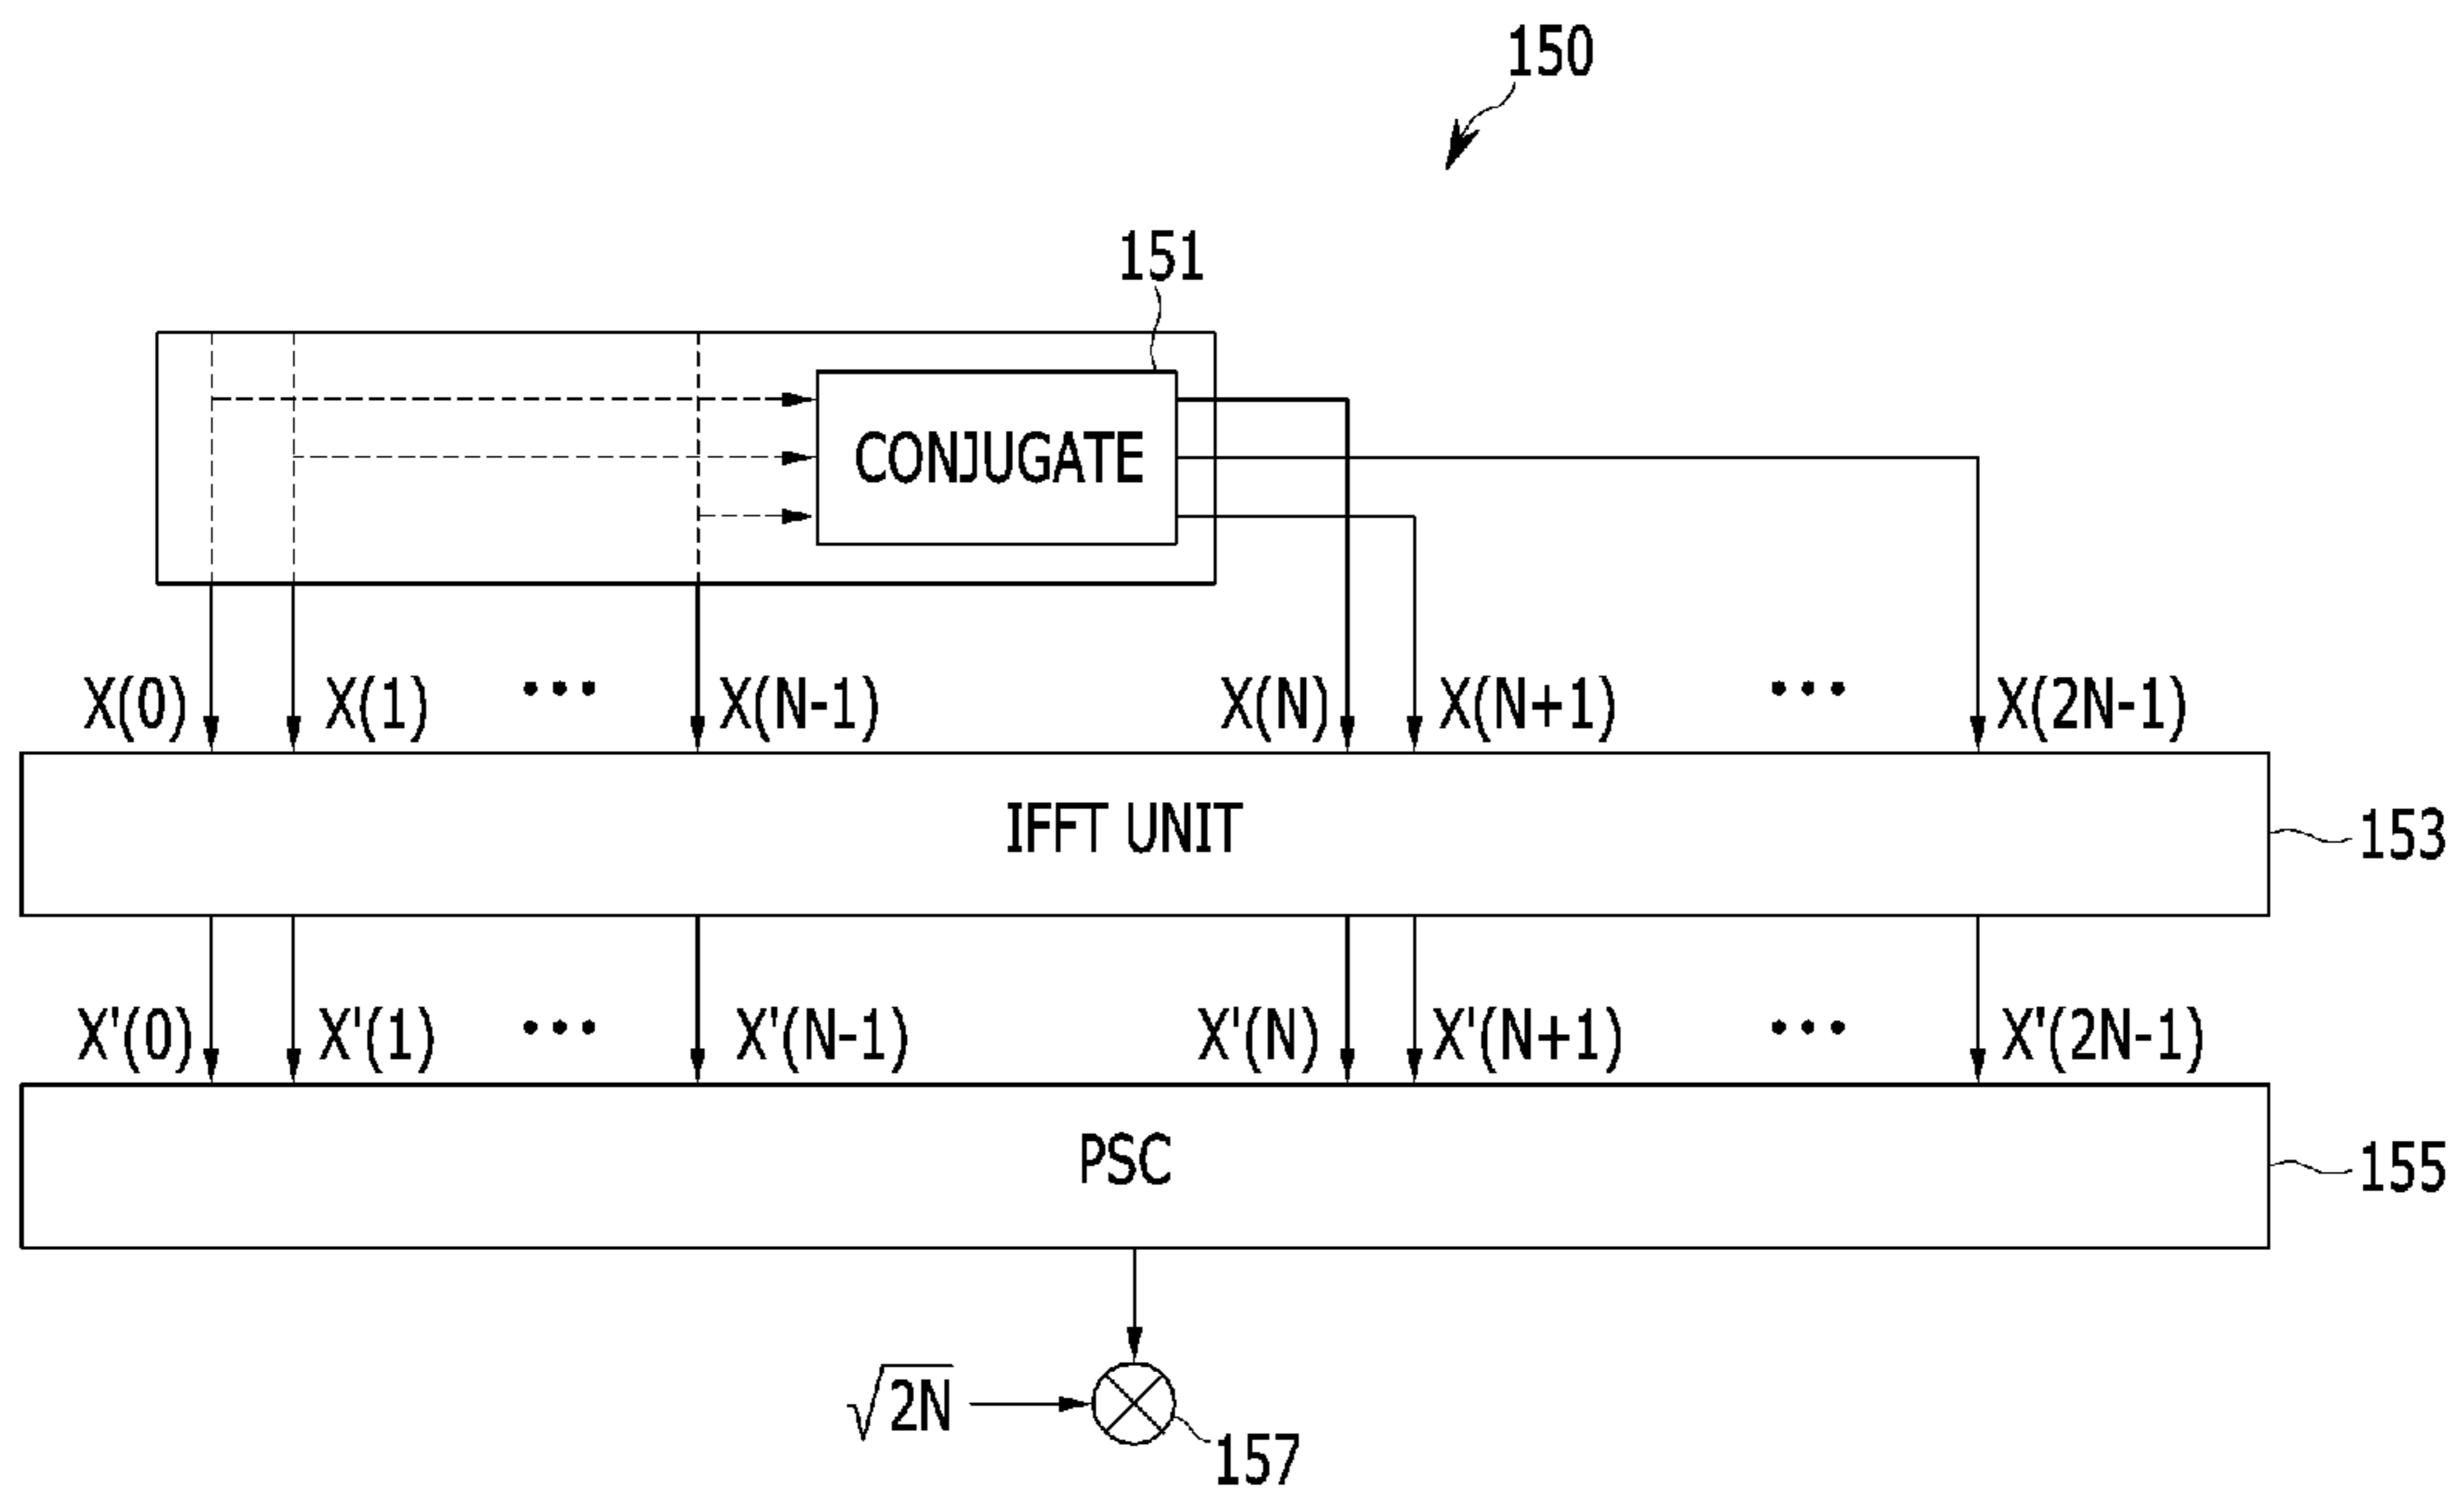 150
151
CONJUGATE
X(0) X(1) ... X(N-1) X(N) X(N+1) ... X(2N-1)
IFFT UNIT
153
X'(0) X'(1) ... X'(N-1) X'(N) X'(N+1) ... X'(2N-1)
PSC
155
√2N
157